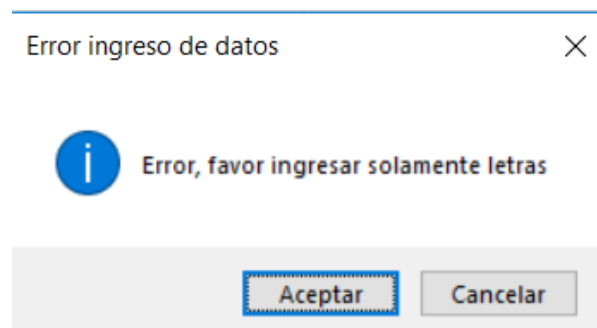 Error ingreso de datos
Error, favor ingresar solamente letras
Aceptar Cancelar